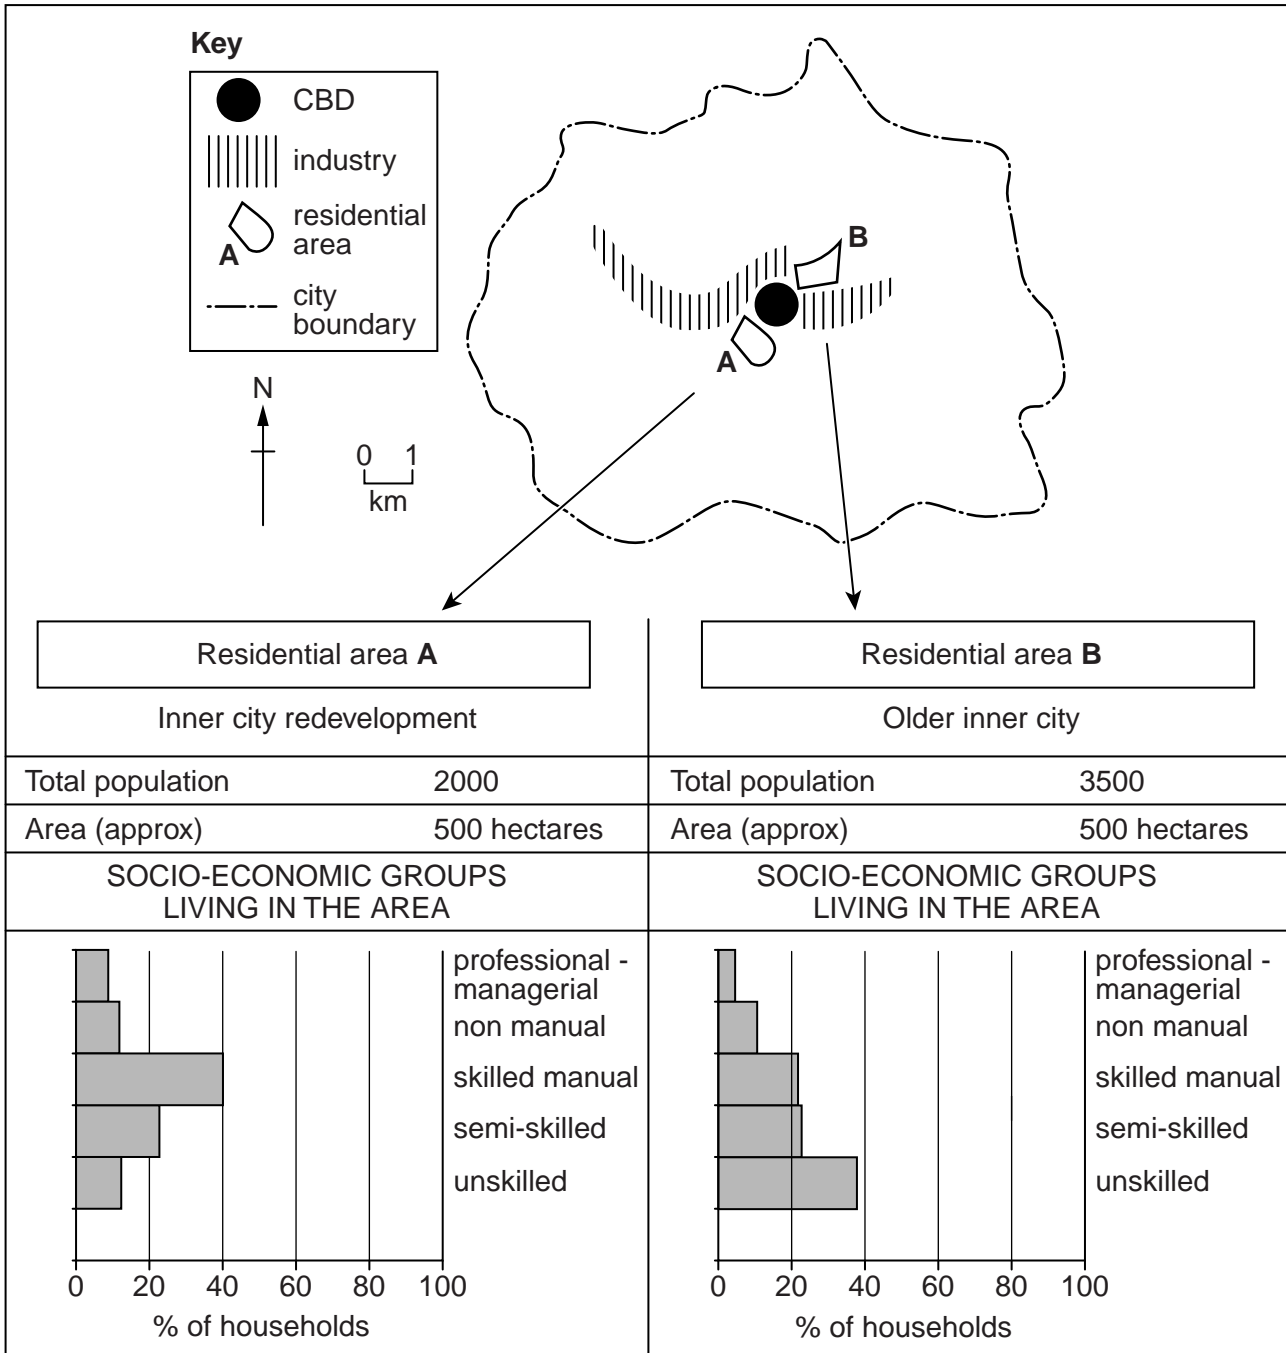 Key
CBD
industry
residential
area
A
city
boundary
N
0 1
km
B
A
Residential area A
Inner city redevelopment
Total population 2000
Area (approx) 500 hectares
SOCIO-ECONOMIC GROUPS
LIVING IN THE AREA
professional -
managerial
non manual
skilled manual
semi-skilled
unskilled
0 20 40 60 80 100
% of households
Residential area B
Older inner city
Total population 3500
Area (approx) 500 hectares
SOCIO-ECONOMIC GROUPS
LIVING IN THE AREA
professional -
managerial
non manual
skilled manual
semi-skilled
unskilled
0 20 40 60 80 100
% of households